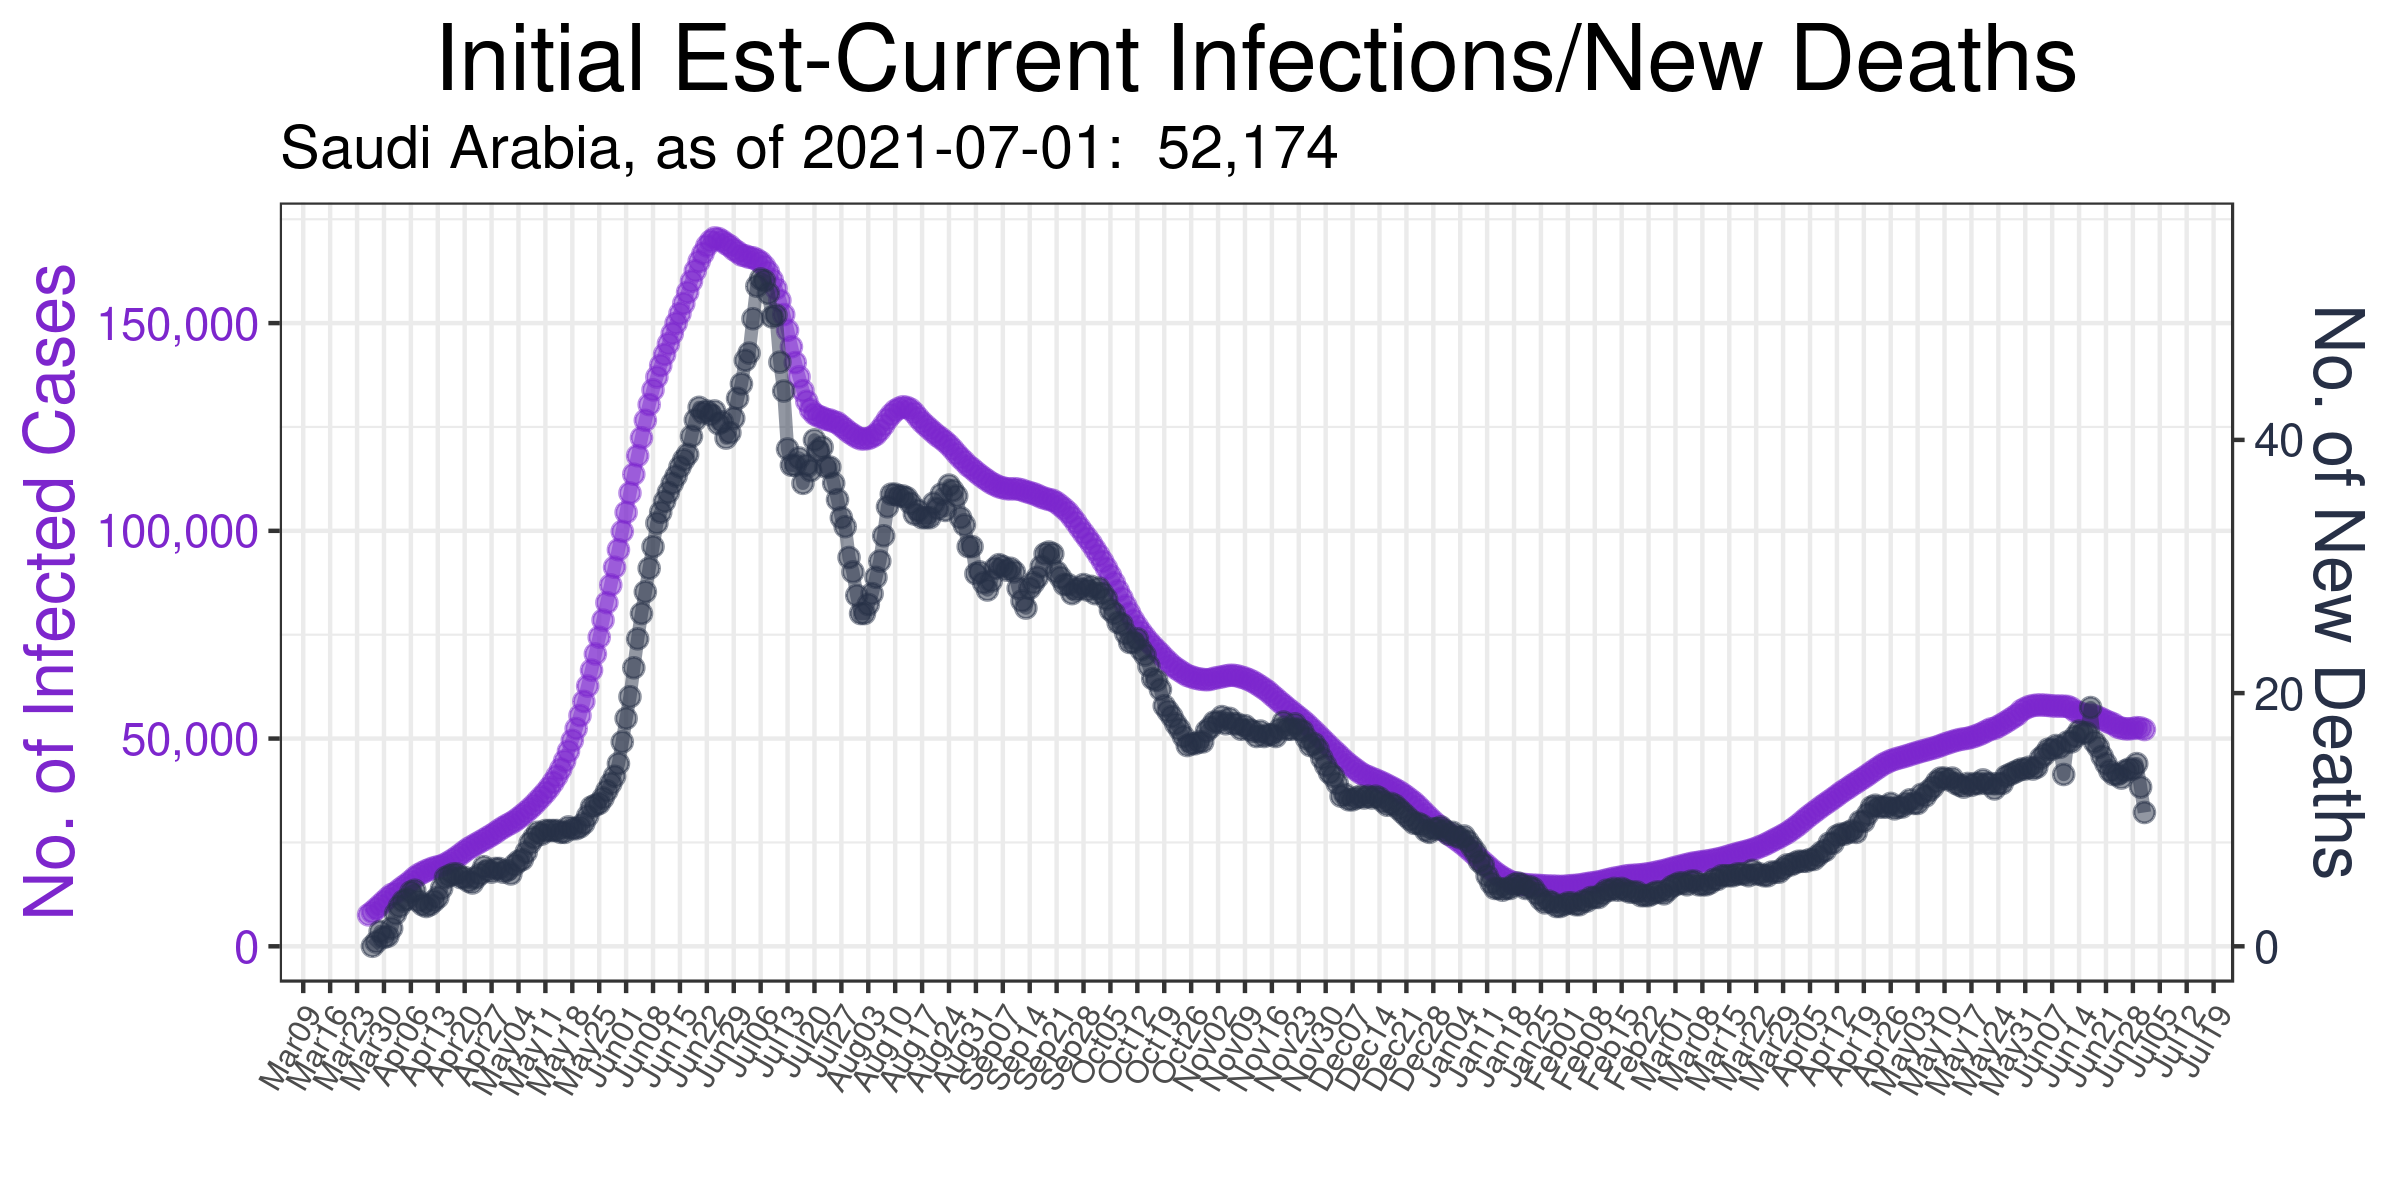 Initial Est-Current Infections/New Deaths
Saudi Arabia, as of 2021-07-01:  52,174
No. of Infected Cases
150,000
100,000
50,000
0
No. of New Deaths
40
20
0
Mar09
Mar16
Mar23
Mar30
Apr06
Apr13
Apr20
Apr27
May04
May11
May18
May25
Jun01
Jun08
Jun15
Jun22
Jun29
Jul06
Jul13
Jul20
Jul27
Aug03
Aug10
Aug17
Aug24
Aug31
Sep07
Sep14
Sep21
Sep28
Oct05
Oct12
Oct19
Oct26
Nov02
Nov09
Nov16
Nov23
Nov30
Dec07
Dec14
Dec21
Dec28
Jan04
Jan11
Jan18
Jan25
Feb01
Feb08
Feb15
Feb22
Mar01
Mar08
Mar15
Mar22
Mar29
Apr05
Apr12
Apr19
Apr26
May03
May10
May17
May24
May31
Jun07
Jun14
Jun21
Jun28
Jul05
Jul12
Jul19